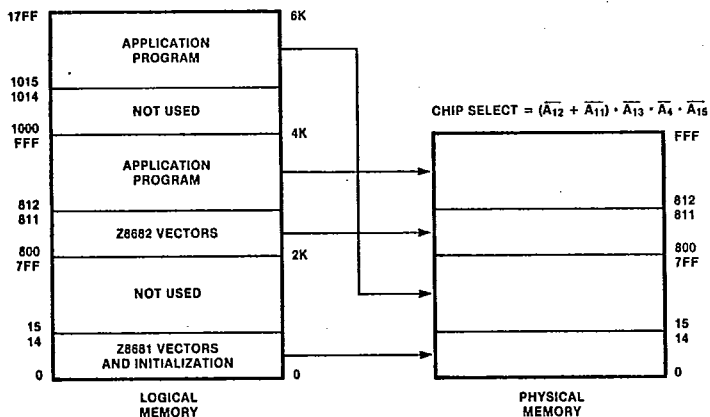 17FF
6K
APPLICATION
PROGRAM
1015
1014
NOT USED
1000
FFF
4K
APPLICATION
PROGRAM
812
811
Z8682 VECTORS
800
7FF
2K
NOT USED
15
14
Z8681 VECTORS
AND INITIALIZATION
0
0
LOGICAL
MEMORY
CHIP SELECT = (A̅12 + A̅11) • A̅13 • A̅4 • A̅15
FFF
812
811
800
7FF
15
14
0
PHYSICAL
MEMORY